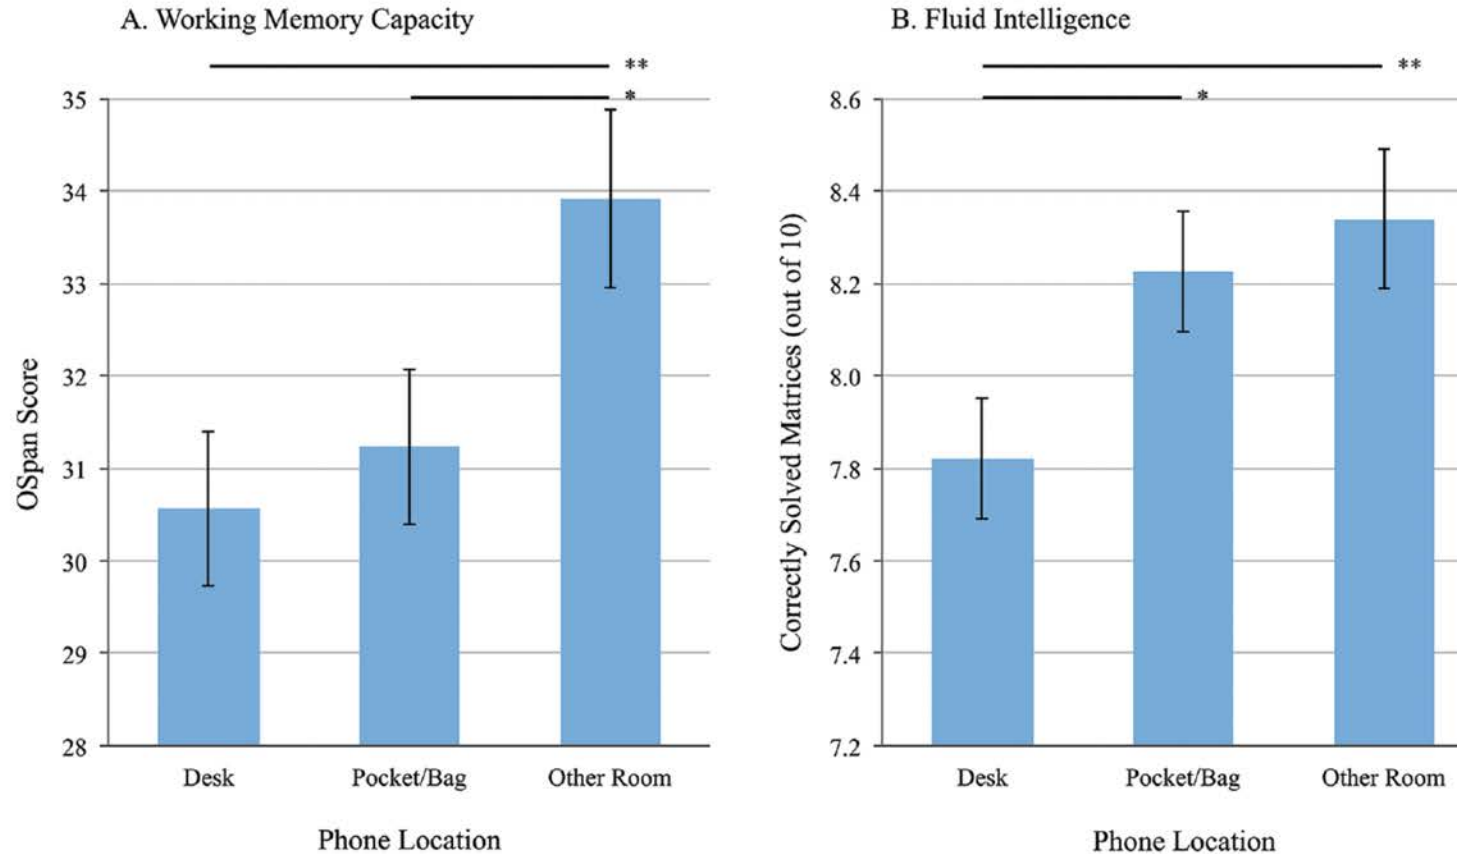 A. Working Memory Capacity
**
*
35
34
33
32
31
30
29
28
OSpan Score
Desk Pocket/Bag Other Room
Phone Location
B. Fluid Intelligence
**
*
8.6
8.4
8.2
8.0
7.8
7.6
7.4
7.2
Correctly Solved Matrices (out of 10)
Desk Pocket/Bag Other Room
Phone Location